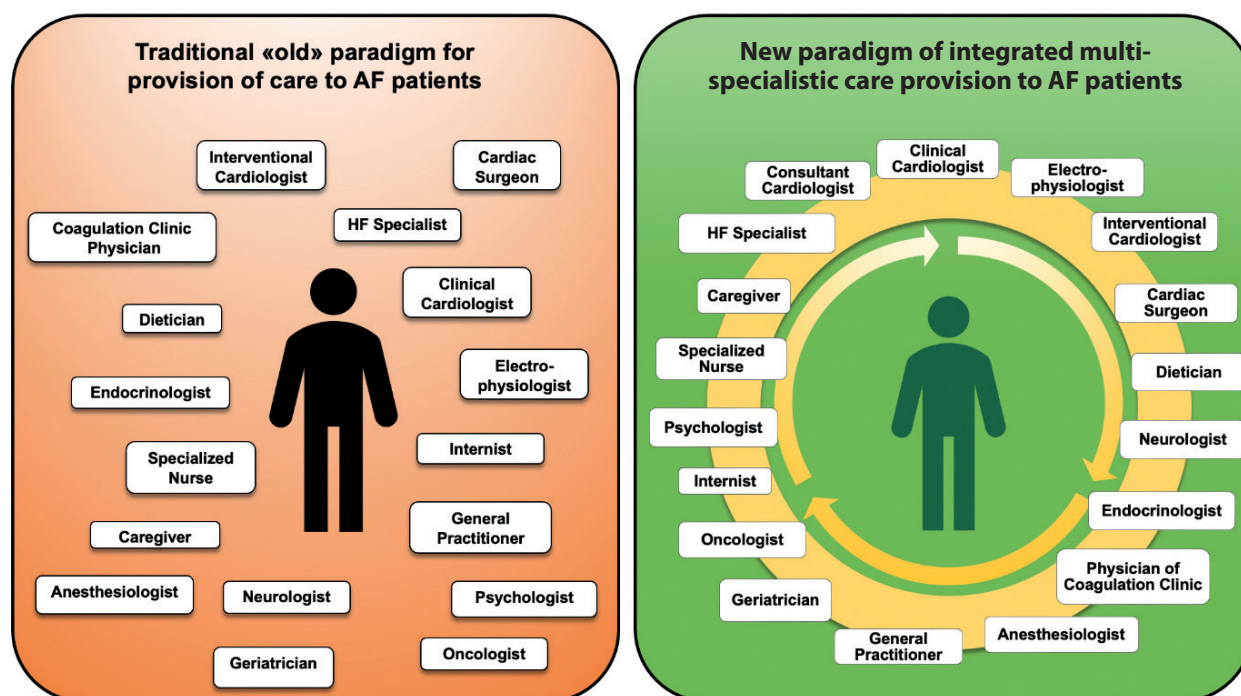 Traditional «old» paradigm for
provision of care to AF patients
Interventional
Cardiologist
Cardiac
Surgeon
Coagulation Clinic
Physician
HF Specialist
Clinical
Cardiologist
Dietician
Electro-
physiologist
Endocrinologist
Internist
Specialized
Nurse
General
Practitioner
Caregiver
Anesthesiologist
Neurologist
Psychologist
Geriatrician
Oncologist
New paradigm of integrated multi-
specialistic care provision to AF patients
Clinical
Cardiologist
Consultant
Cardiologist
Electro-
physiologist
HF Specialist
Interventional
Cardiologist
Caregiver
Cardiac
Surgeon
Specialized
Nurse
Dietician
Psychologist
Neurologist
Internist
Endocrinologist
Oncologist
Physician of
Coagulation Clinic
Geriatrician
Anesthesiologist
General
Practitioner